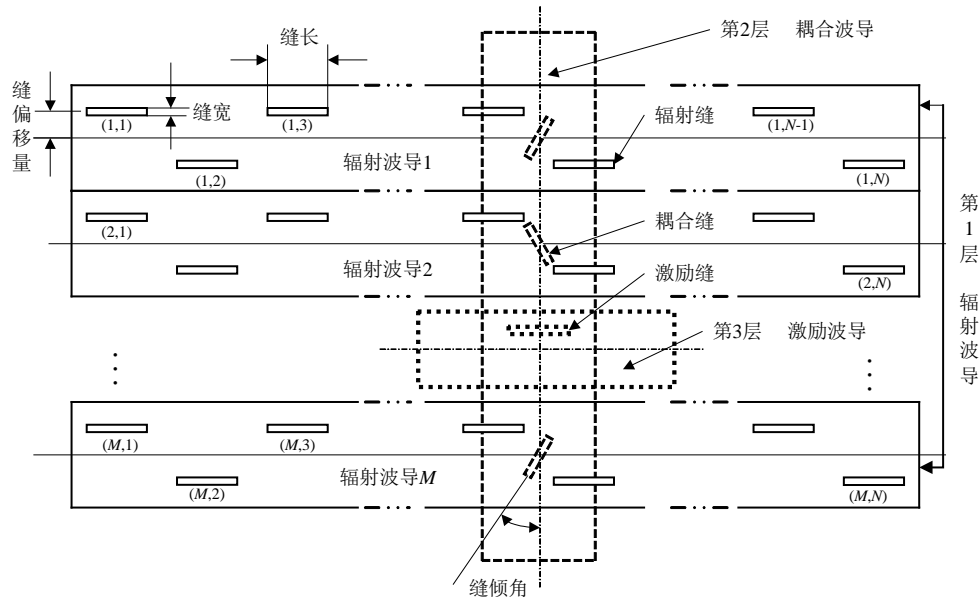 第2层 耦合波导
缝长
缝偏移量
缝宽
(1,1)
(1,3)
(1,N-1)
辐射缝
辐射波导1
(1,2)
(1,N)
(2,1)
耦合缝
辐射波导2
(2,N)
激励缝
第3层 激励波导
第1层 辐射波导
(M,1)
(M,3)
辐射波导M
(M,2)
(M,N)
缝倾角